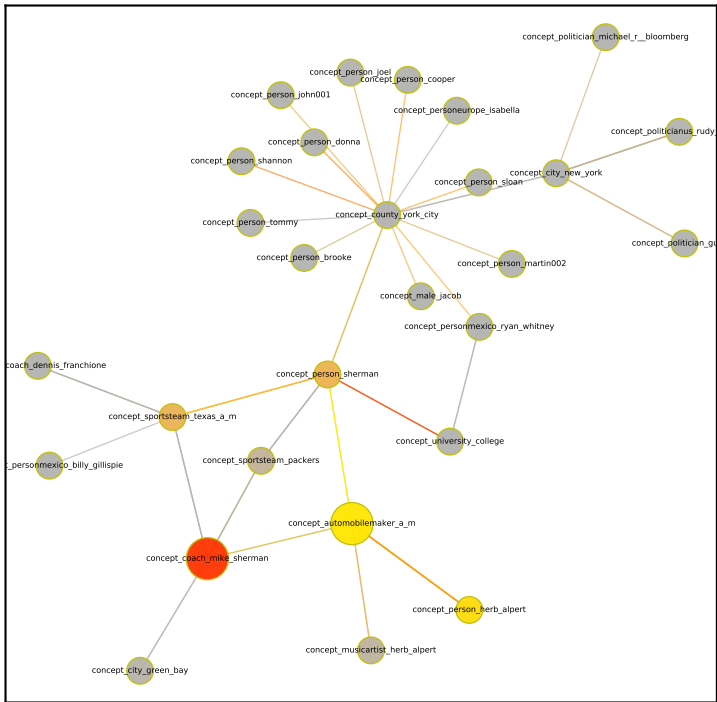 concept_politician_michael_r__bloomberg
concept_person_joel
concept_person_cooper
concept_person_john001
concept_personeurope_isabella
concept_politicianus_rudy_
concept_person_donna
concept_person_shannon
concept_city_new_york
concept_person_sloan
concept_county_york_city
concept_person_tommy
concept_politician_gu
concept_person_brooke
concept_person_martin002
concept_male_jacob
concept_personmexico_ryan_whitney
coach_dennis_franchione
concept_person_sherman
concept_sportsteam_texas_a_m
concept_university_college
concept_sportsteam_packers
t_personmexico_billy_gillispie
concept_automobilemaker_a_m
concept_coach_mike_sherman
concept_person_herb_alpert
concept_musicartist_herb_alpert
concept_city_green_bay